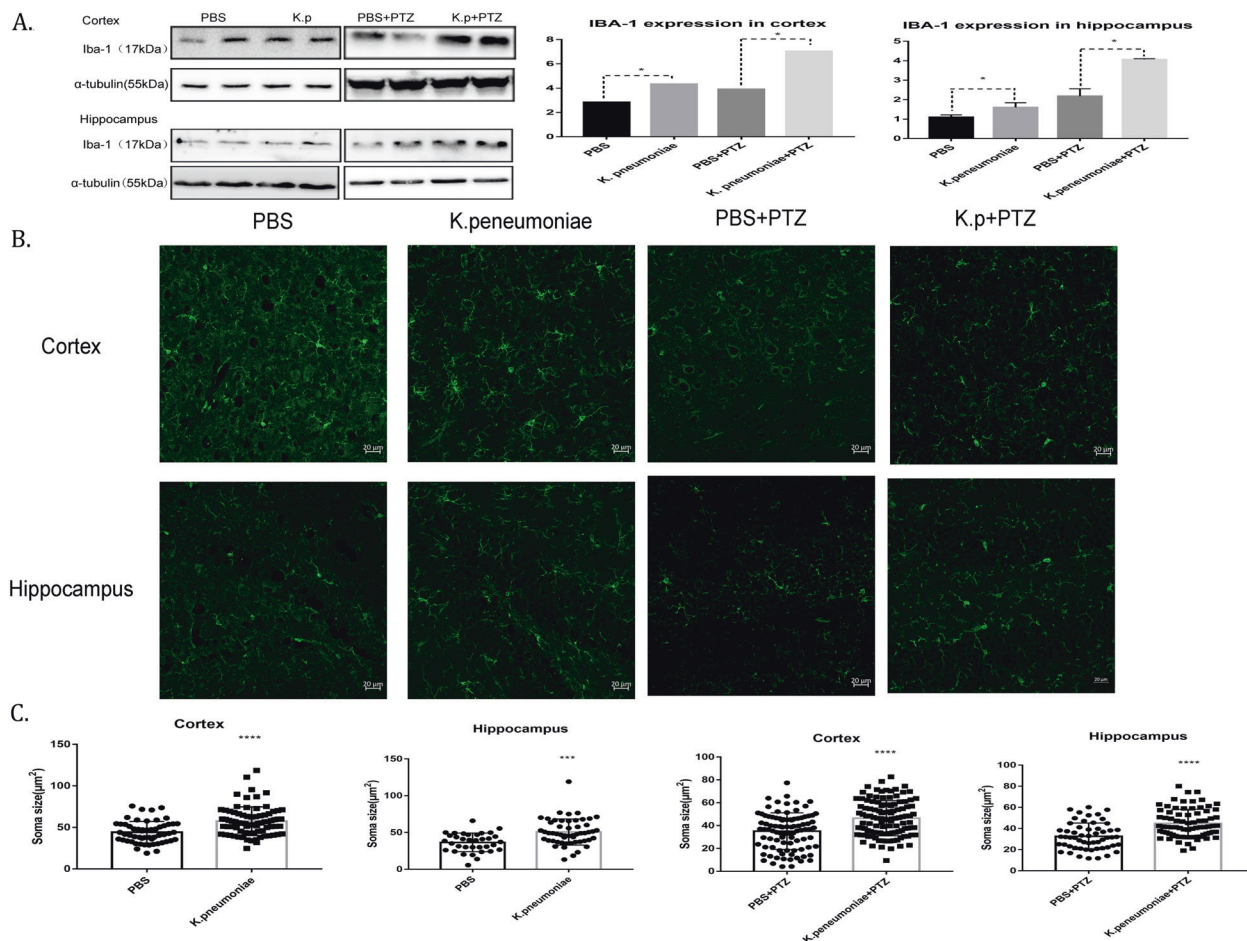 A.
Cortex
PBS
K.p
PBS+PTZ
K.p+PTZ
Iba-1 (17kDa)
α-tubulin(55kDa)
Hippocampus
Iba-1 (17kDa)
α-tubulin(55kDa)
IBA-1 expression in cortex
8
6
4
2
0
*
*
PBS
K. pneumoniae
PBS+PTZ
K. pneumoniae+PTZ
IBA-1 expression in hippocampus
5
4
3
2
1
0
*
*
PBS
K.peneumoniae
PBS+PTZ
K.peneumoniae+PTZ
B.
PBS
K.peneumoniae
PBS+PTZ
K.p+PTZ
Cortex
20 µm
20 µm
20 µm
20 µm
Hippocampus
20 µm
20 µm
20 µm
20 µm
C.
Cortex
Soma size(µm²)
150
100
50
0
****
PBS
K.pneumoniae
Hippocampus
Soma size(µm²)
150
100
50
0
***
PBS
K.pneumoniae
Cortex
Soma size(µm²)
100
80
60
40
20
0
****
PBS+PTZ
K.peneumoniae+PTZ
Hippocampus
Soma size(µm²)
100
80
60
40
20
0
****
PBS+PTZ
K.peneumoniae+PTZ